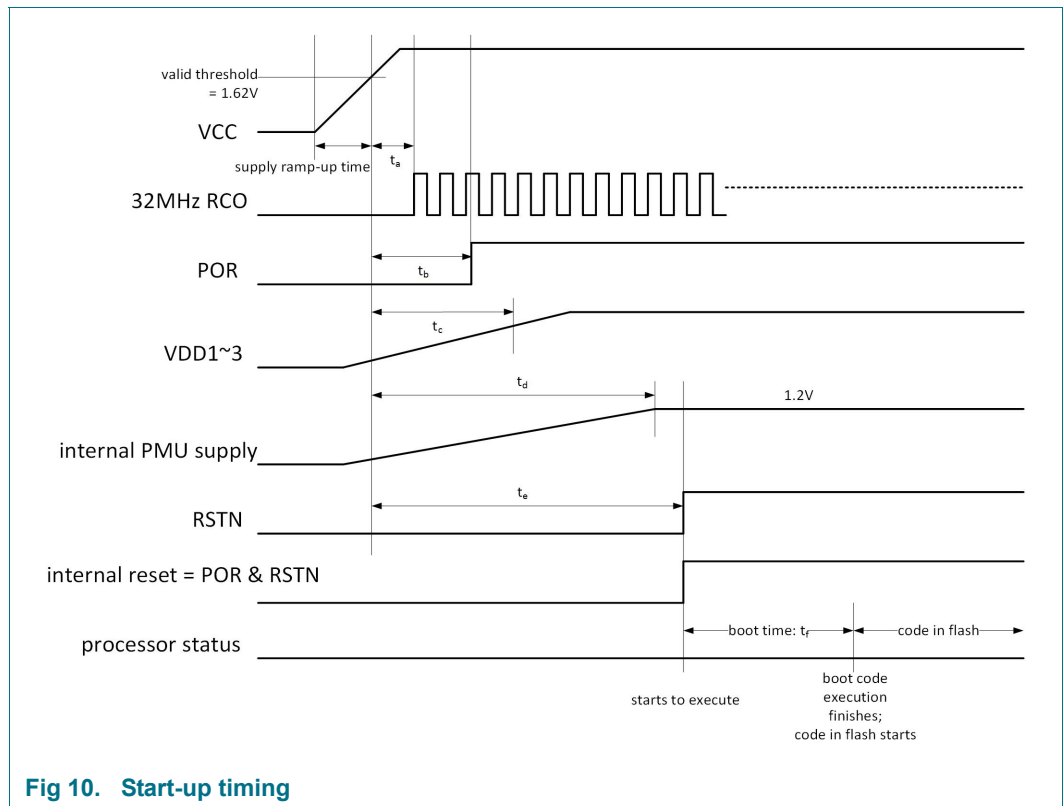 valid threshold
= 1.62V
VCC
supply ramp-up time
ta
32MHz RCO
POR
tb
tc
VDD1~3
td
1.2V
internal PMU supply
te
RSTN
internal reset = POR & RSTN
boot time: tf
code in flash
processor status
starts to execute
boot code
execution
finishes;
code in flash starts
Fig 10. Start-up timing